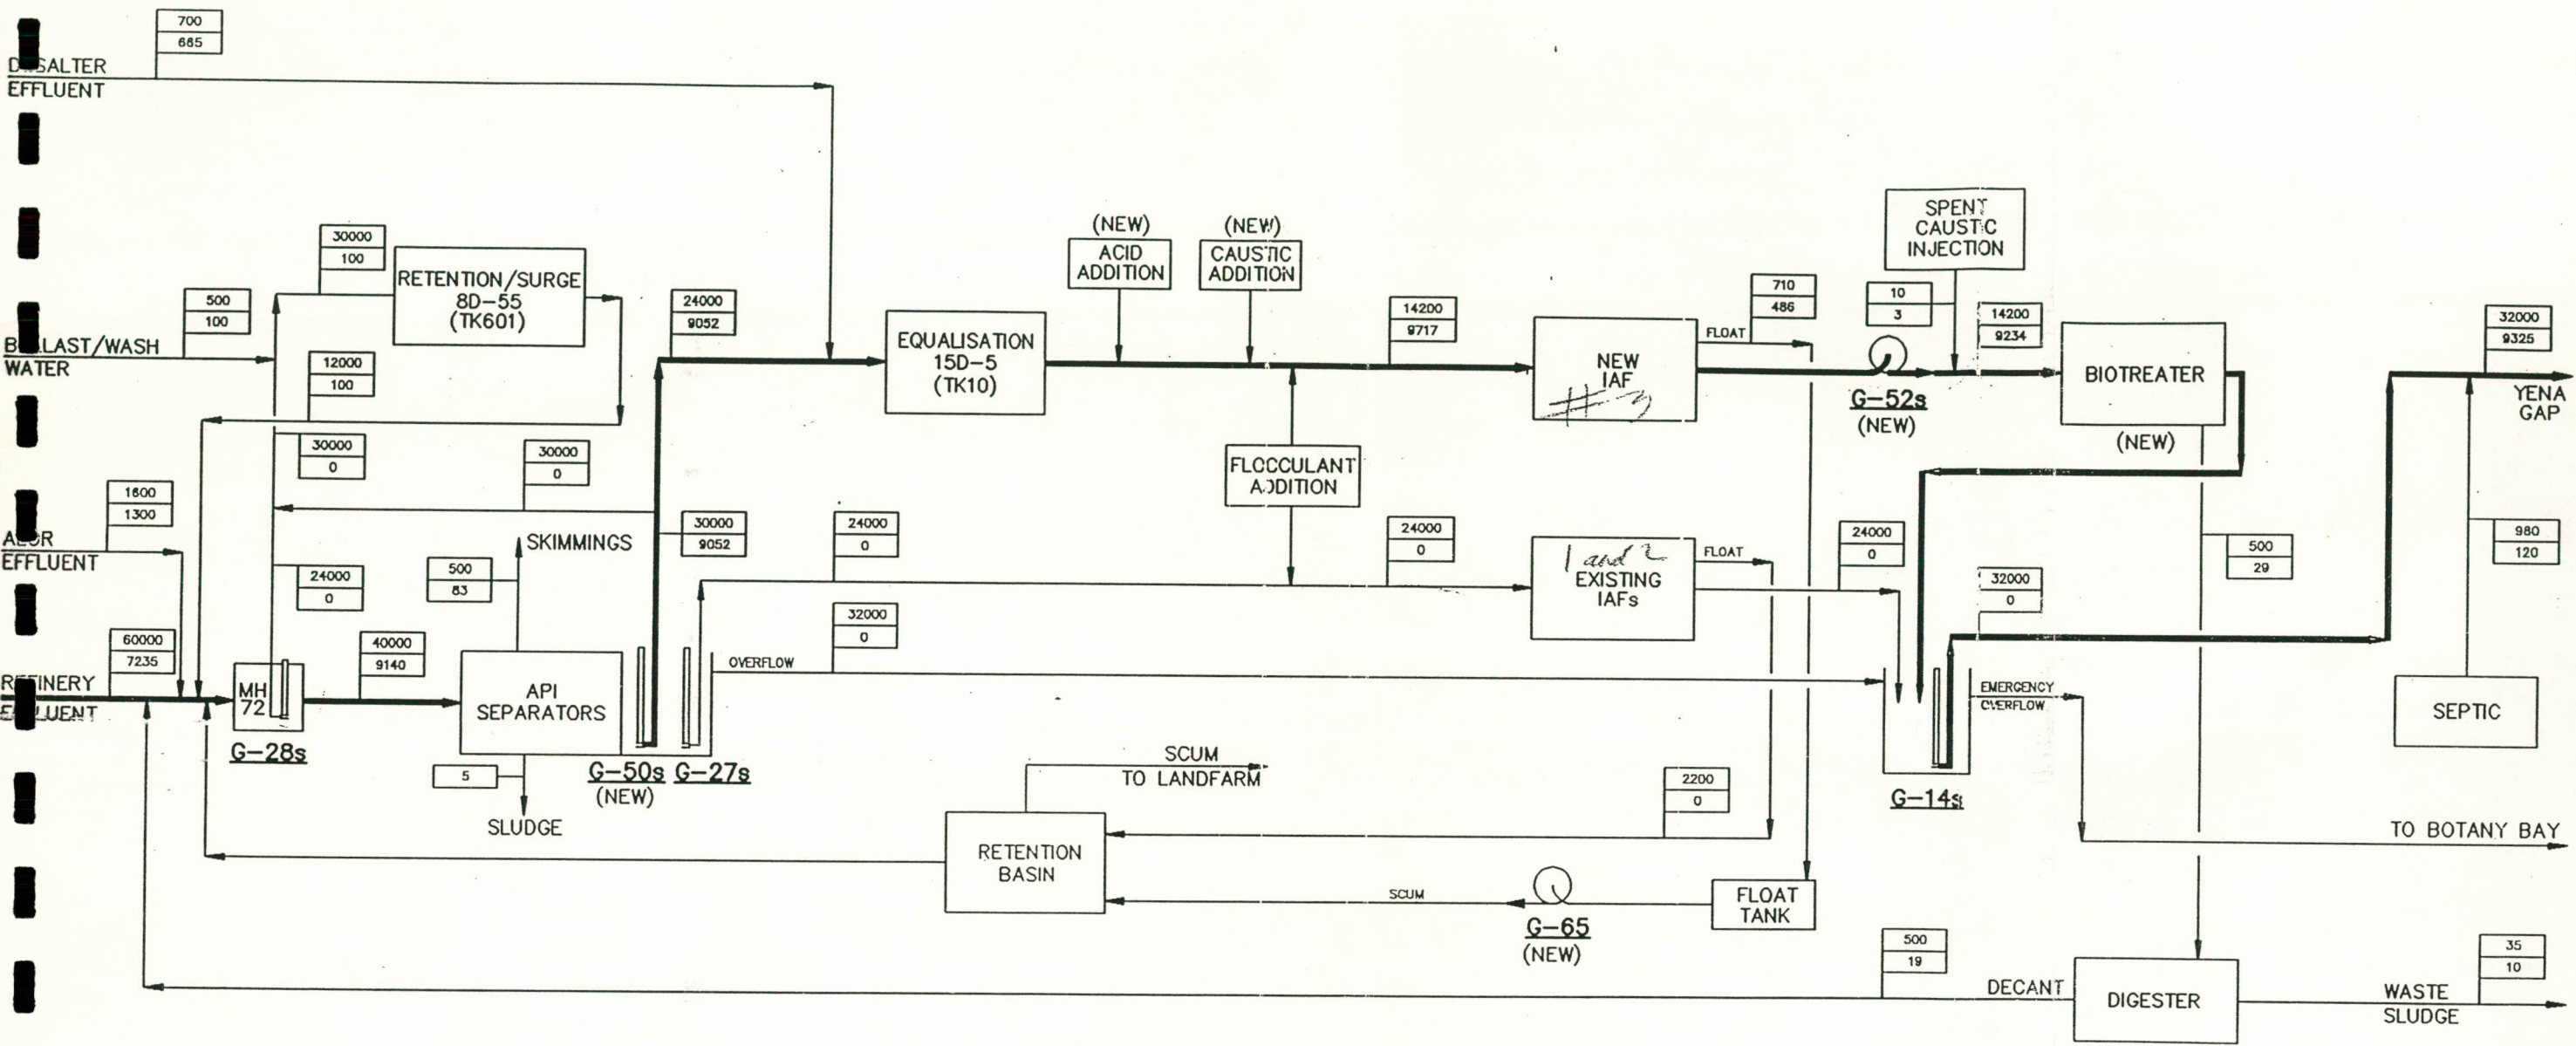 700
665
DESALTER
EFFLUENT
(NEW)
ACID
ADDITION
(NEW)
CAUSTIC
ADDITION
SPENT
CAUSTIC
INJECTION
30000
100
RETENTION/SURGE
8D-55
(TK601)
500
100
BALLAST/WASH
WATER
12000
100
30000
0
30000
0
24000
9052
EQUALISATION
15D-5
(TK10)
14200
9717
NEW
IAF
#3
FLOAT
710
486
10
3
G-52s
(NEW)
14200
9234
BIOTREATER
(NEW)
32000
9325
YENA
GAP
FLOCCULANT
ADDITION
1600
1300
EFFLUENT
24000
0
SKIMMINGS
500
83
30000
9052
24000
0
24000
0
1 and 2
EXISTING
IAFs
FLOAT
24000
0
32000
0
500
29
980
120
60000
7235
REFINERY
EFFLUENT
MH
72
G-28s
40000
9140
API
SEPARATORS
32000
0
OVERFLOW
EMERGENCY
OVERFLOW
SEPTIC
5
SLUDGE
G-50s
(NEW)
G-27s
SCUM
TO LANDFARM
2200
0
G-14s
TO BOTANY BAY
RETENTION
BASIN
SCUM
G-65
(NEW)
FLOAT
TANK
500
19
DECANT
DIGESTER
35
10
WASTE
SLUDGE